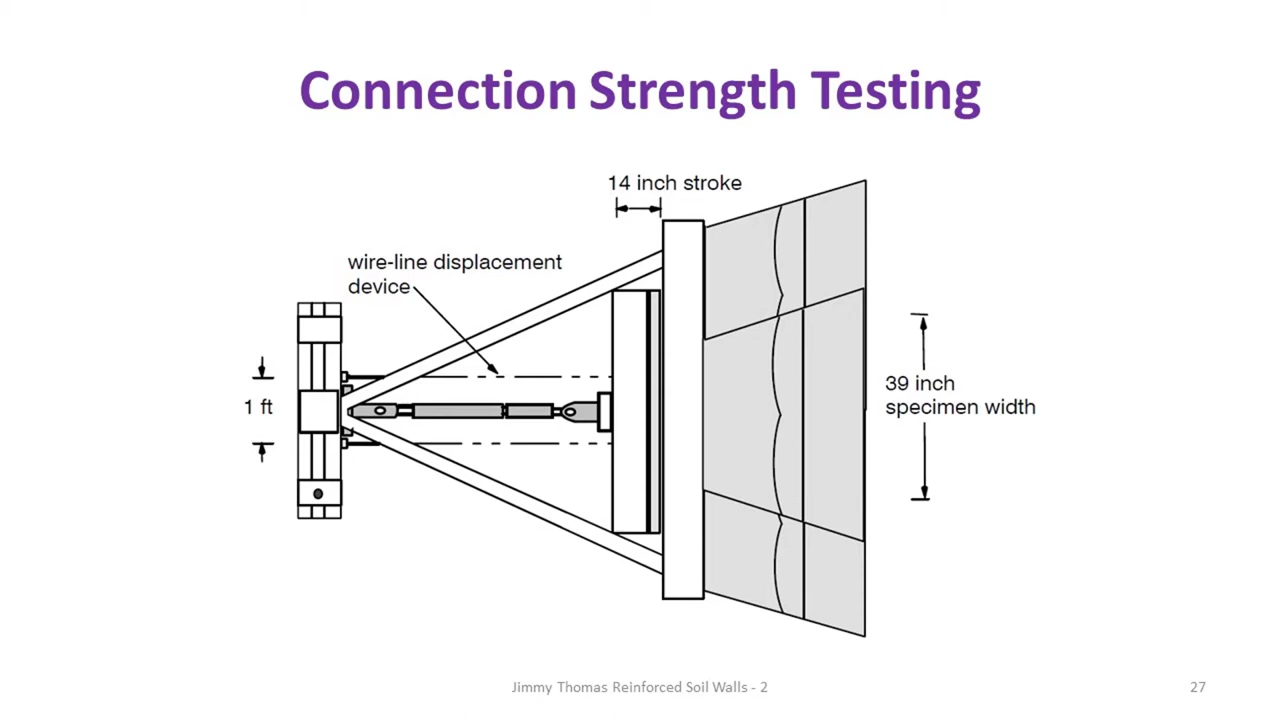 Connection Strength Testing
14 inch stroke
wire-line displacement
device
1 ft
39 inch
specimen width
Jimmy Thomas Reinforced Soil Walls - 2
27